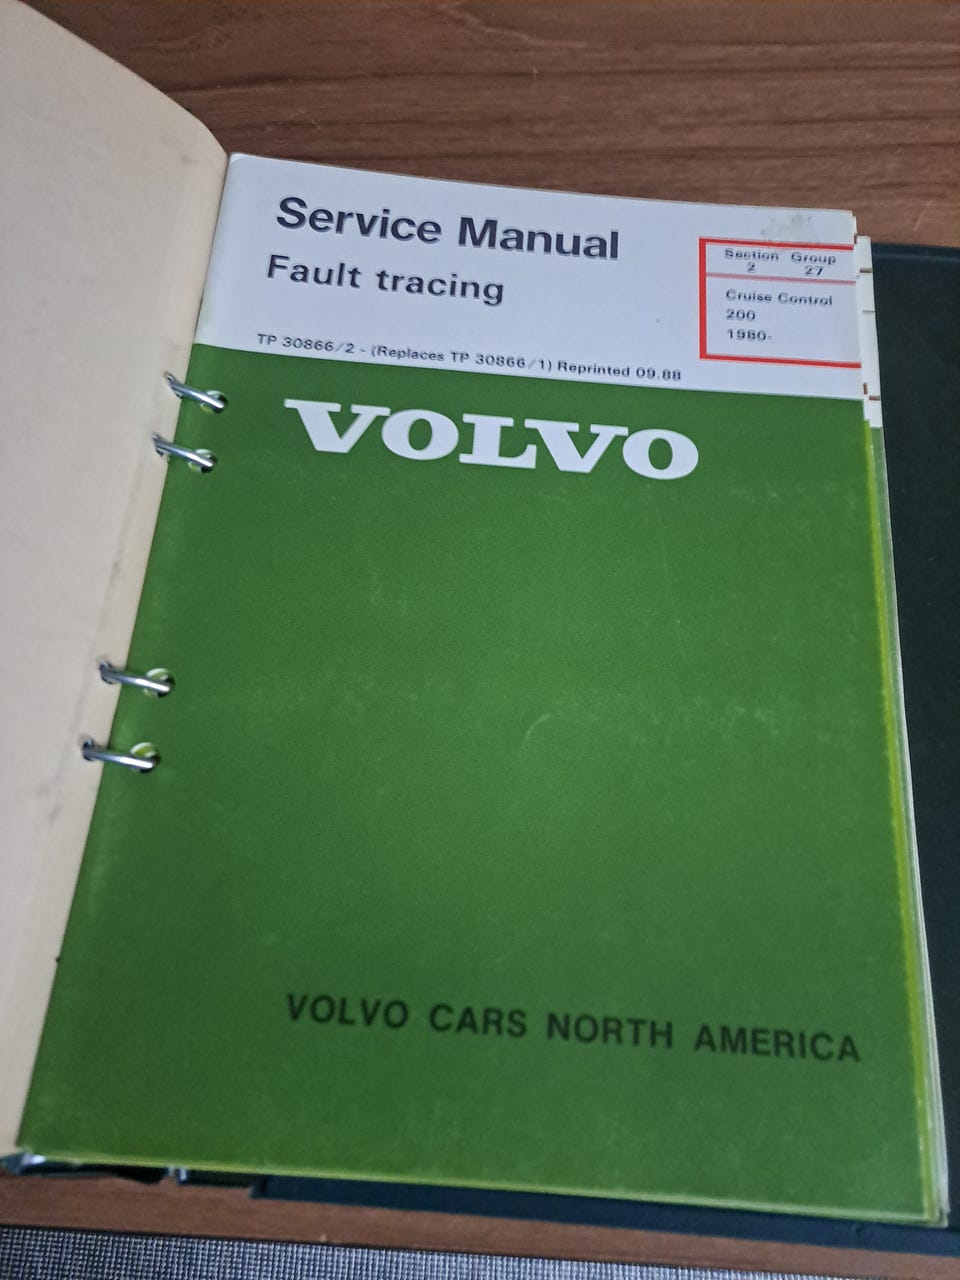 Service Manual
Fault tracing
Section Group
2 27
Cruise Control
200
1980-
TP 30866/2 - (Replaces TP 30866/1) Reprinted 09.88
VOLVO
VOLVO CARS NORTH AMERICA